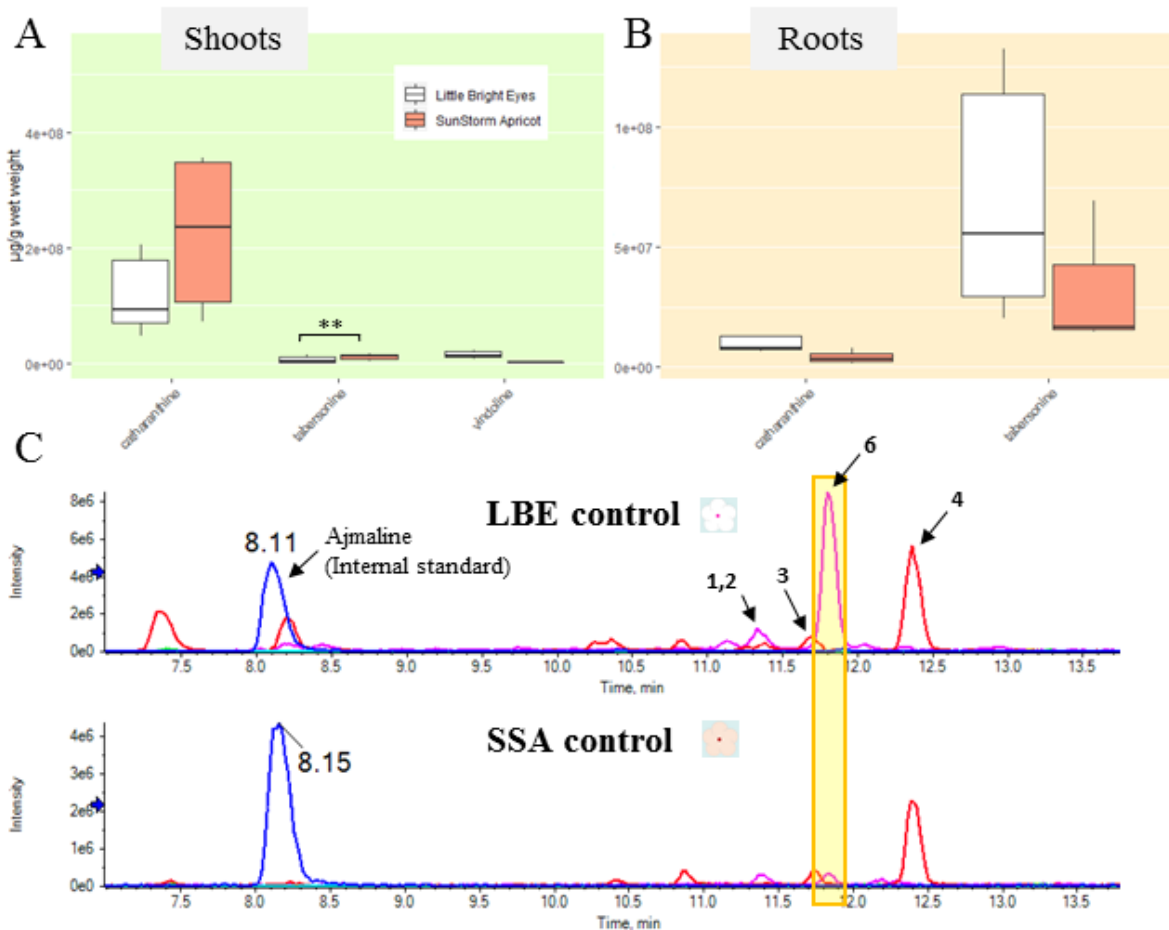 A
Shoots
B
Roots
Little Bright Eyes
SunStorm Apricot
4e+08
2e+08
0e+00
µg/g wet weight
**
catharanthine
tabersonine
vindoline
1e+08
5e+07
0e+00
catharanthine
tabersonine
C
8e6
6e6
4e6
2e6
0e0
Intensity
8.11
Ajmaline
(Internal standard)
LBE control
1,2
3
6
4
7.5 8.0 8.5 9.0 9.5 10.0 10.5 11.0 11.5 12.0 12.5 13.0 13.5
Time, min
4e6
3e6
2e6
1e6
0e0
Intensity
8.15
SSA control
7.5 8.0 8.5 9.0 9.5 10.0 10.5 11.0 11.5 12.0 12.5 13.0 13.5
Time, min